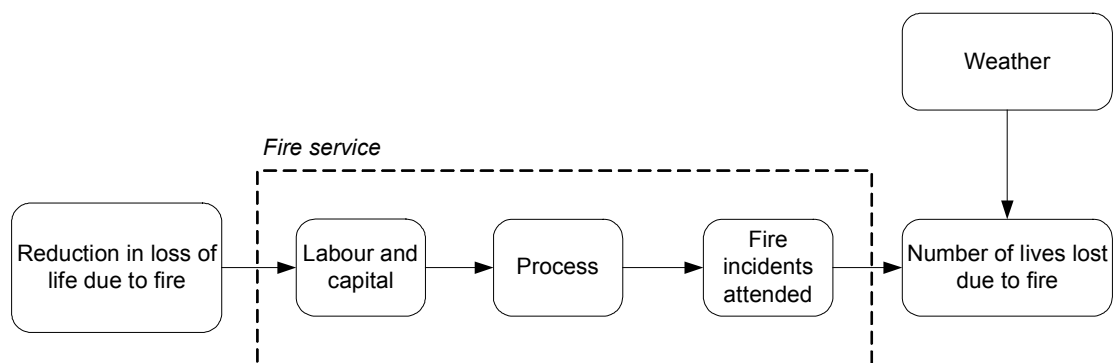 Weather
Fire service
Reduction in loss of
life due to fire
Labour and
capital
Process
Fire
incidents
attended
Number of lives lost
due to fire